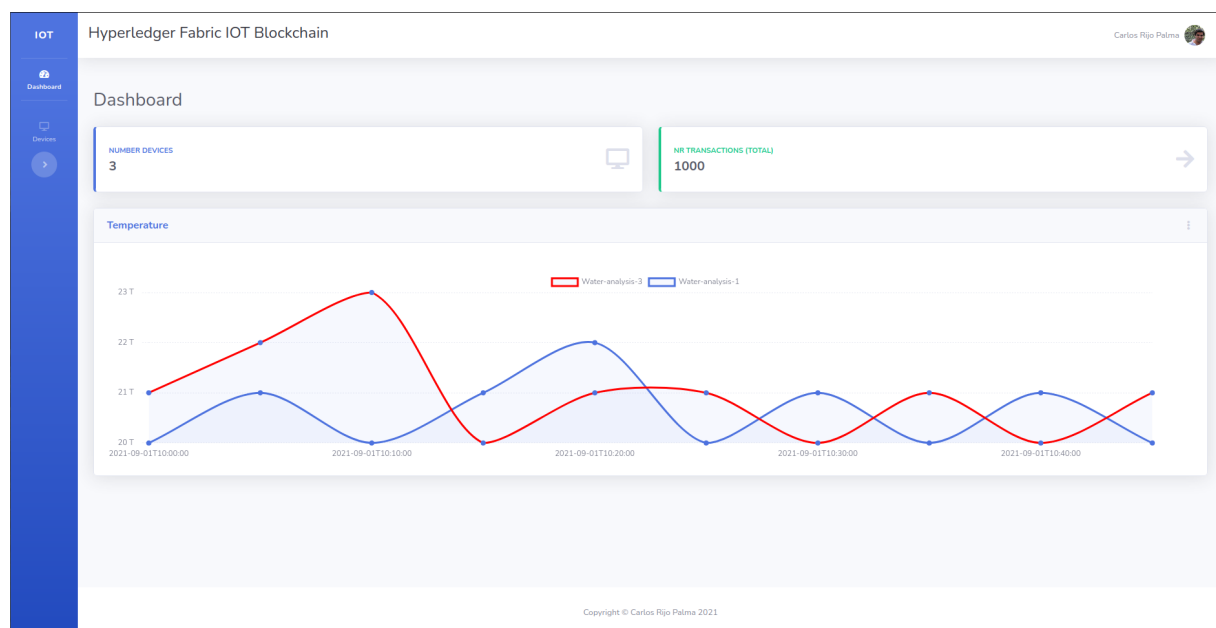 IOT
Hyperledger Fabric IOT Blockchain
Carlos Rijo Palma
Dashboard
Devices
Dashboard
NUMBER DEVICES
3
NR TRANSACTIONS (TOTAL)
1000
Temperature
Water-analysis-3 Water-analysis-1
23 T
22 T
21 T
20 T
2021-09-01T10:00:00 2021-09-01T10:10:00 2021-09-01T10:20:00 2021-09-01T10:30:00 2021-09-01T10:40:00
Copyright © Carlos Rijo Palma 2021